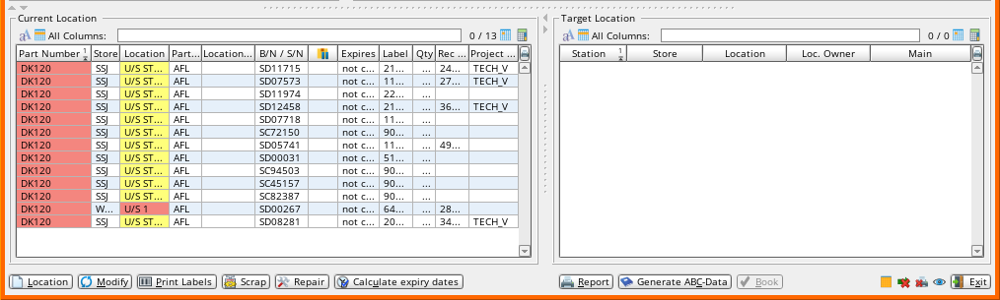 Current Location
All Columns: 0 / 13
Part Number 1 Store Location Part... Location... B/N / S/N Expires Label Qty Rec ... Project ...
DK120 SSJ U/S ST... AFL SD11715 not c... 21... ... 24... TECH_V
DK120 SSJ U/S ST... AFL SD07573 not c... 11... ... 27... TECH_V
DK120 SSJ U/S ST... AFL SD11974 not c... 22... ...
DK120 SSJ U/S ST... AFL SD12458 not c... 21... ... 36... TECH_V
DK120 SSJ U/S ST... AFL SD07718 not c... 11... ...
DK120 SSJ U/S ST... AFL SC72150 not c... 90... ...
DK120 SSJ U/S ST... AFL SD05741 not c... 11... ... 49...
DK120 SSJ U/S ST... AFL SD00031 not c... 51... ...
DK120 SSJ U/S ST... AFL SC94503 not c... 90... ...
DK120 SSJ U/S ST... AFL SC45157 not c... 90... ...
DK120 SSJ U/S ST... AFL SC82387 not c... 90... ...
DK120 W... U/S 1 AFL SD00267 not c... 64... ... 28...
DK120 SSJ U/S ST... AFL SD08281 not c... 20... ... 34... TECH_V
Target Location
All Columns: 0 / 0
Station 1 Store Location Loc. Owner Main
Location Modify Print Labels Scrap Repair Calculate expiry dates Report Generate ABC-Data Book Exit